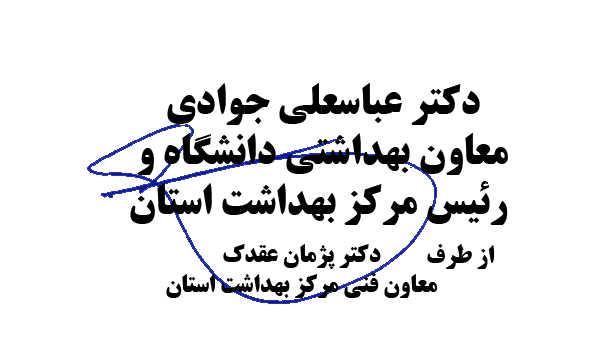 دکتر عباسعلی جوادی
معاون بهداشتی دانشگاه و
رئیس مرکز بهداشت استان
از طرف دکتر پژمان عقدک
معاون فنی مرکز بهداشت استان